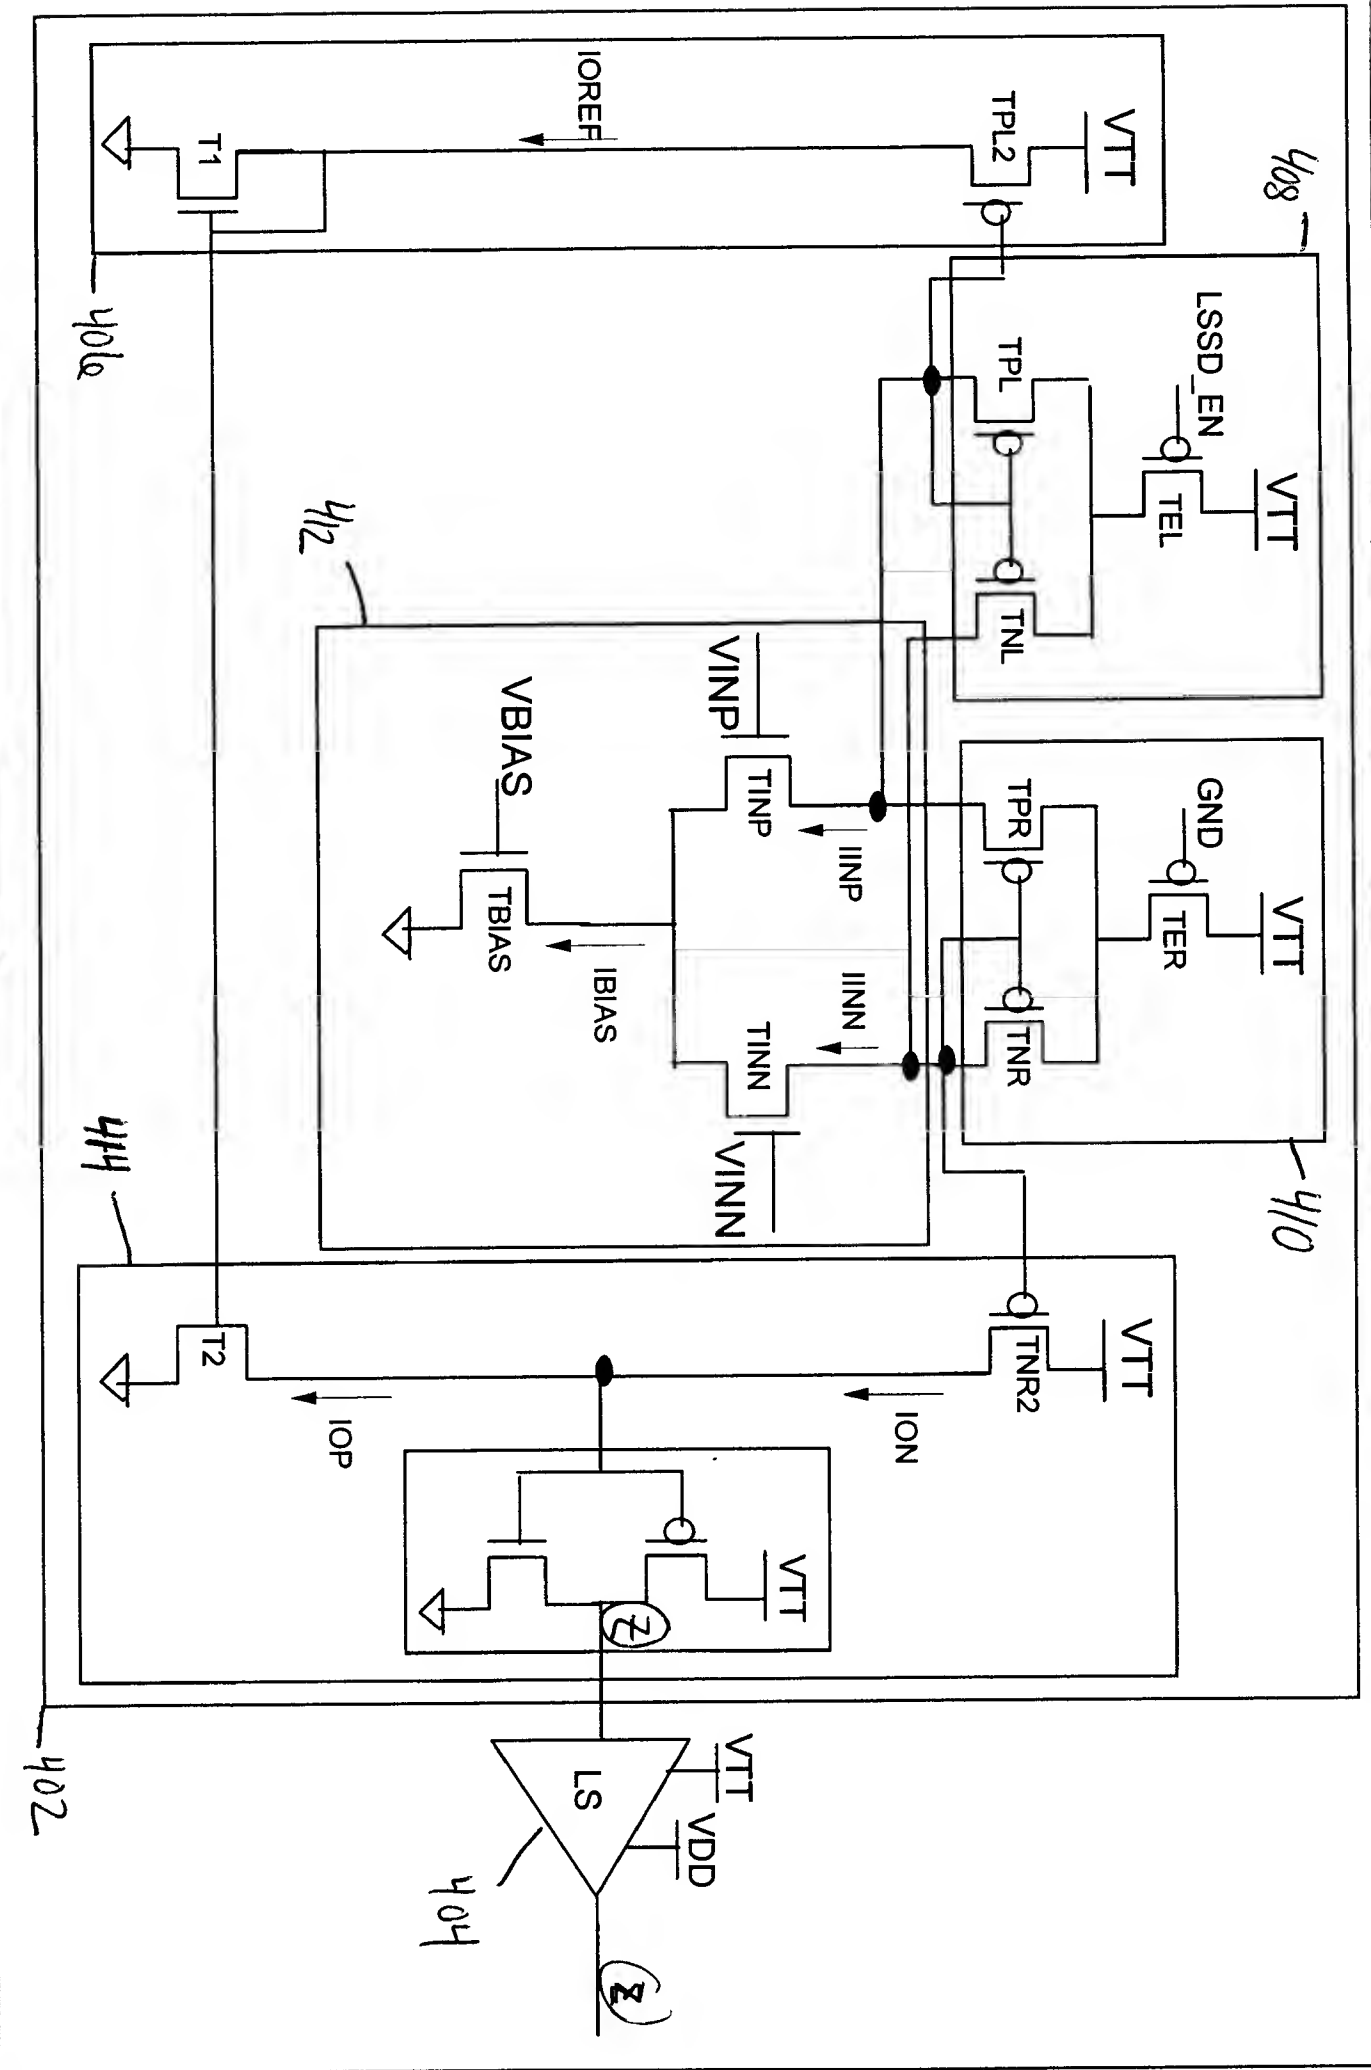 VTT
TPL2
IOREF
T1
406
408
LSSD_EN
VTT
TEL
TPL
TNL
GND
VTT
TER
TPR
TNR
410
412
VINP
TINP
IINP
IINN
TINN
VINN
VBIAS
TBIAS
IBIAS
414
VTT
TNR2
ION
IOP
T2
VTT
Z
402
VTT
VDD
LS
404
Z